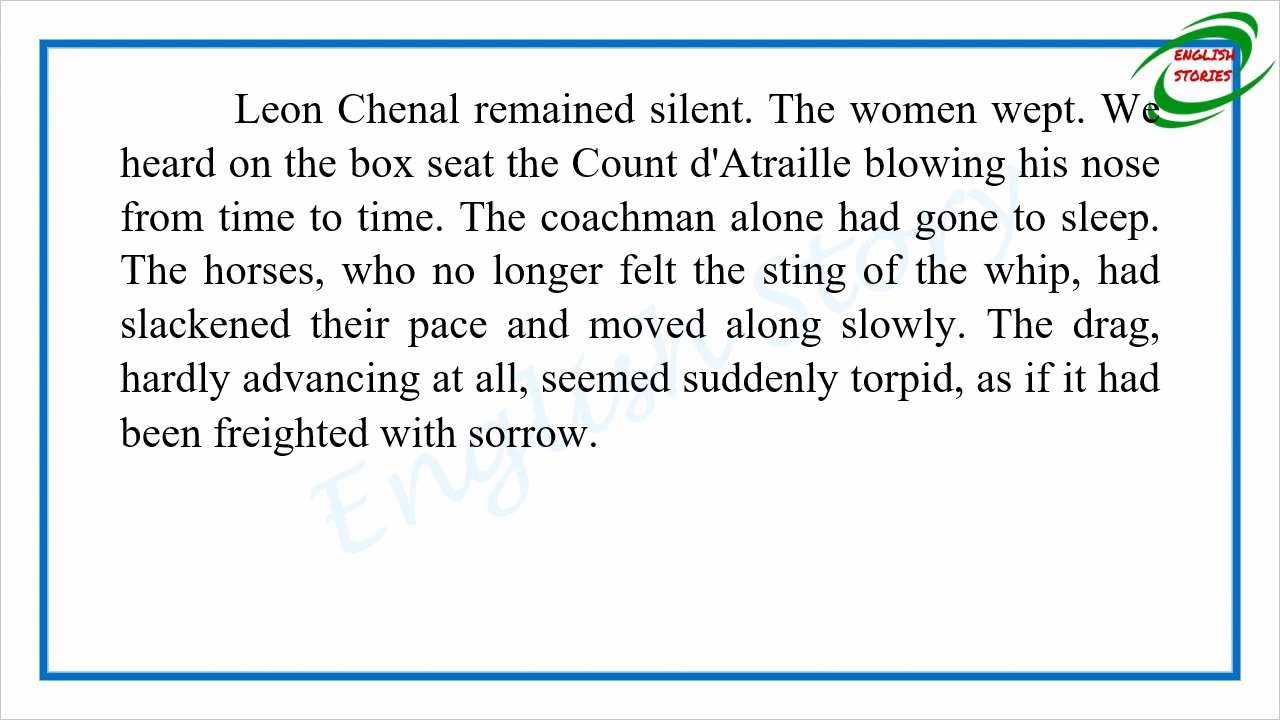 ENGLISH
STORIES
Leon Chenal remained silent. The women wept. We
heard on the box seat the Count d'Atraille blowing his nose
from time to time. The coachman alone had gone to sleep.
The horses, who no longer felt the sting of the whip, had
slackened their pace and moved along slowly. The drag,
hardly advancing at all, seemed suddenly torpid, as if it had
been freighted with sorrow.
English Story